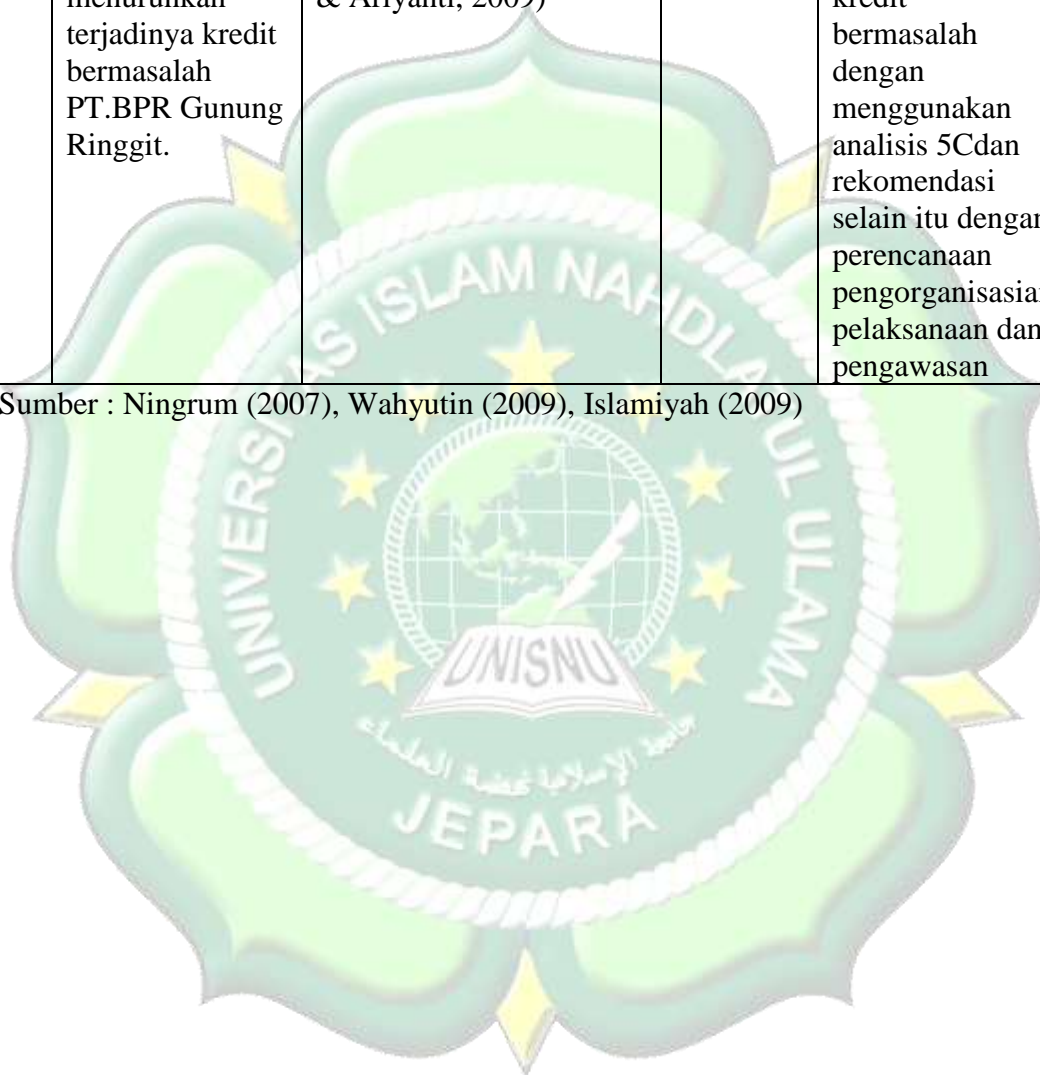 menurunkan
terjadinya kredit
bermasalah
PT.BPR Gunung
Ringgit.
& Ariyanti, 2009)
kredit
bermasalah
dengan
menggunakan
analisis 5Cdan
rekomendasi
selain itu dengan
perencanaan
pengorganisasian
pelaksanaan dan
pengawasan
Sumber : Ningrum (2007), Wahyutin (2009), Islamiyah (2009)
UNIVERSITAS ISLAM NAHDLATUL ULAMA
UNISNU
JEPARA